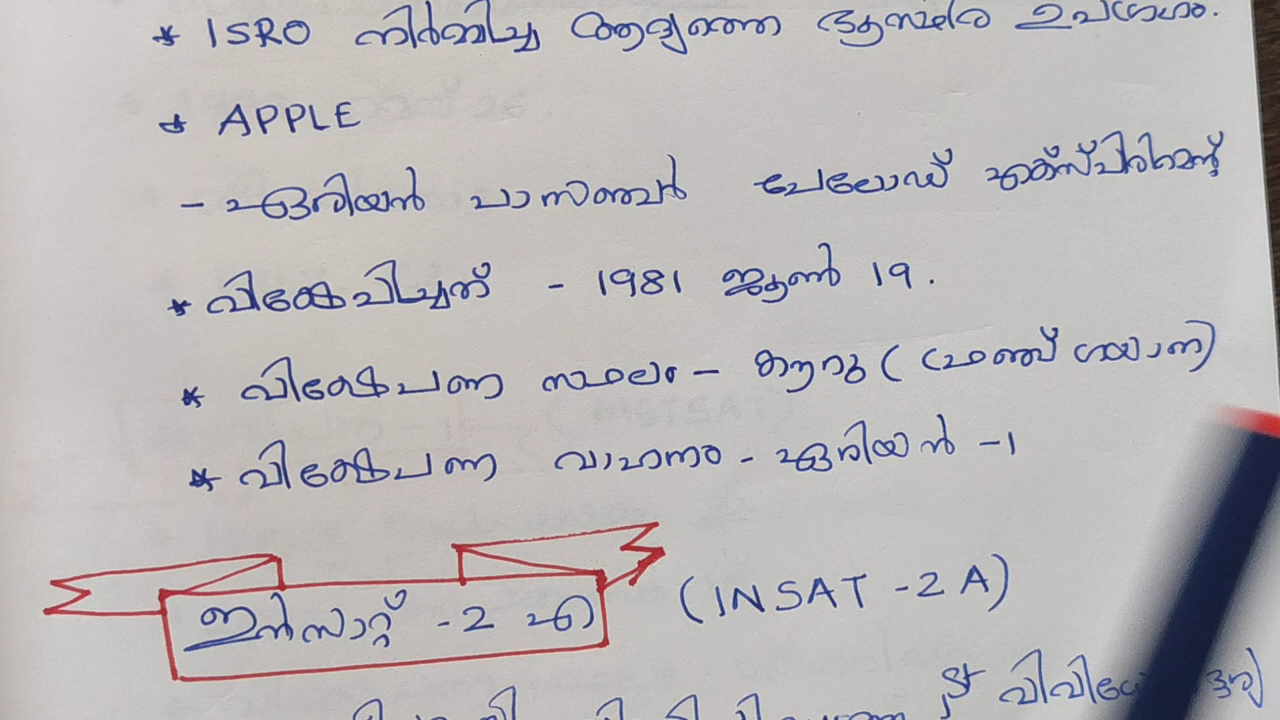 * ISRO നിർമ്മിച്ച ആദ്യത്തെ ഭൂസ്ഥിര ഉപഗ്രഹം.
* APPLE
- ഏരിയൻ പാസഞ്ചർ പേലോഡ് എക്സ്പിരിമെന്റ്
* വിക്ഷേപിച്ചത് - 1981 ജൂൺ 19.
* വിക്ഷേപണ സ്ഥലം - കൗറു (ഫ്രഞ്ച് ഗയാന)
* വിക്ഷേപണ വാഹനം - ഏരിയൻ -1
ഇൻസാറ്റ് -2 എ (INSAT -2A)